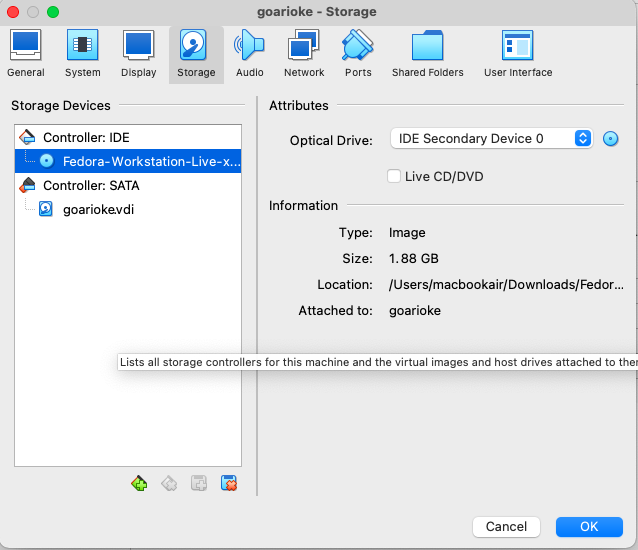 goarioke - Storage
General System Display Storage Audio Network Ports Shared Folders User Interface
Storage Devices
Controller: IDE
Fedora-Workstation-Live-x...
Controller: SATA
goarioke.vdi
Attributes
Optical Drive: IDE Secondary Device 0
Live CD/DVD
Information
Type: Image
Size: 1.88 GB
Location: /Users/macbookair/Downloads/Fedor...
Attached to: goarioke
Lists all storage controllers for this machine and the virtual images and host drives attached to
Cancel OK